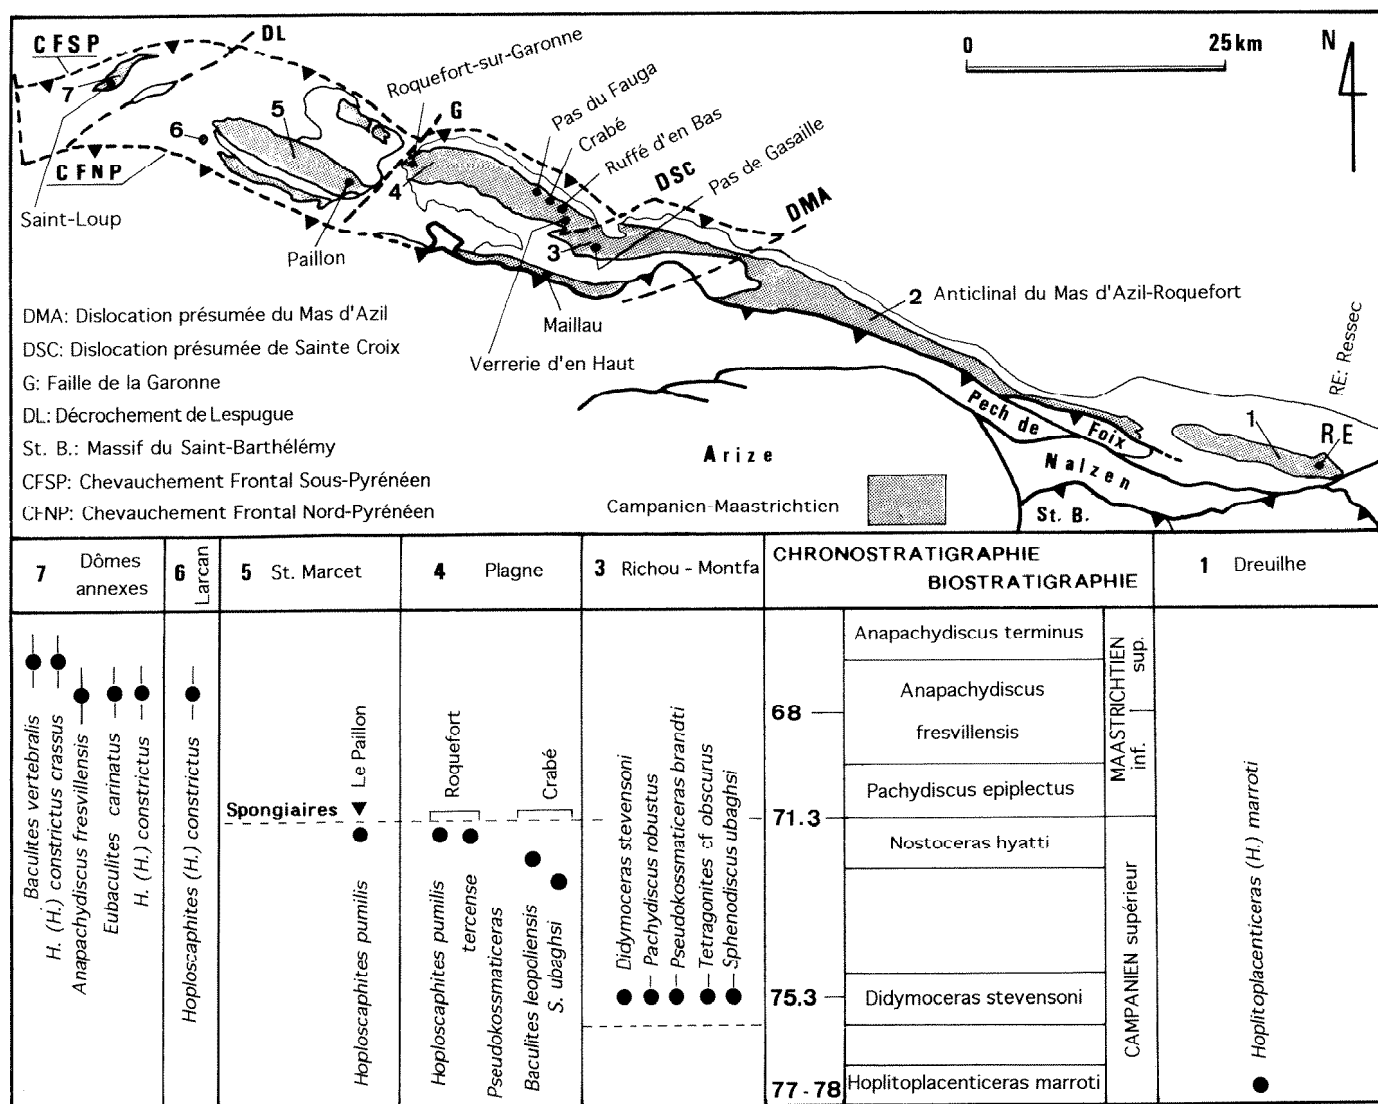 CFSP
DL
0
25 km
N
7
Roquefort-sur-Garonne
5
6
G
Pas du Fauga
Crabé
Ruffé d'en Bas
DSC
Pas de Gasaille
DMA
CFNP
4
Saint-Loup
Paillon
3
2 Anticlinal du Mas d'Azil-Roquefort
Maillau
Verrerie d'en Haut
RE: Ressec
DMA: Dislocation présumée du Mas d'Azil
DSC: Dislocation présumée de Sainte Croix
G: Faille de la Garonne
DL: Décrochement de Lespugue
St. B.: Massif du Saint-Barthélémy
CFSP: Chevauchement Frontal Sous-Pyrénéen
CFNP: Chevauchement Frontal Nord-Pyrénéen
Arize
Pech de
Foix
Nalzen
St. B.
1
RE
Campanien-Maastrichtien
7 Dômes annexes
6 Larcan
5 St. Marcet
4 Plagne
3 Richou - Montfa
CHRONOSTRATIGRAPHIE
BIOSTRATIGRAPHIE
1 Dreuilhe
Baculites vertebralis
H. (H.) constrictus crassus
Anapachydiscus fresvillensis
Eubaculites carinatus
H. (H.) constrictus
Hoploscaphites (H.) constrictus
Spongiaires
Le Paillon
Hoploscaphites pumilis
Roquefort
Hoploscaphites pumilis
tercense
Pseudokossmaticeras
Crabé
Baculites leopoliensis
S. ubaghsi
Didymoceras stevensoni
Pachydiscus robustus
Pseudokossmaticeras brandti
Tetragonites cf obscurus
Sphenodiscus ubaghsi
68
71.3
75.3
77-78
Anapachydiscus terminus
Anapachydiscus
fresvillensis
Pachydiscus epiplectus
Nostoceras hyatti
Didymoceras stevensoni
Hoplitoplacenticeras marroti
MAASTRICHTIEN
inf. sup.
CAMPANIEN supérieur
Hoplitoplacenticeras (H.) marroti